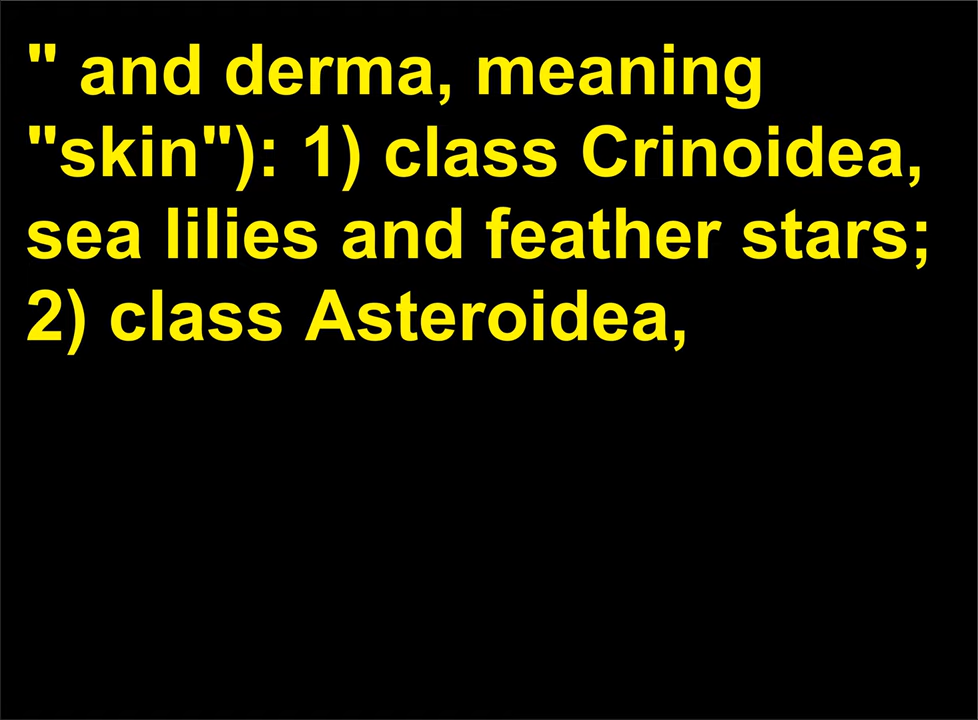 " and derma, meaning
"skin"): 1) class Crinoidea,
sea lilies and feather stars;
2) class Asteroidea,